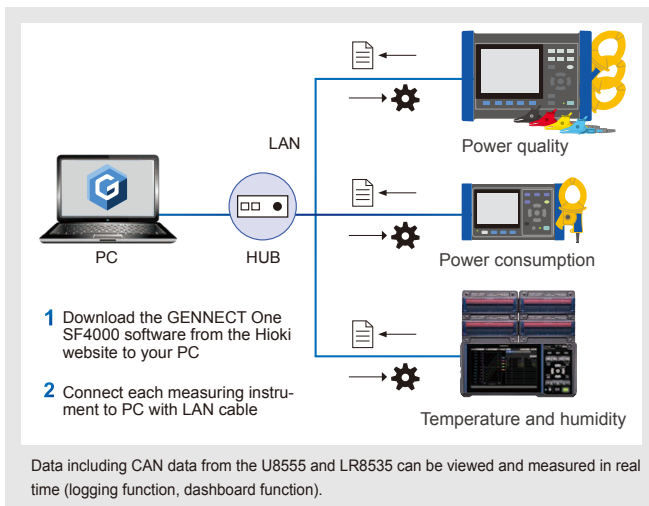 LAN
Power quality
PC
HUB
Power consumption
1 Download the GENNECT One
SF4000 software from the Hioki
website to your PC
2 Connect each measuring instru-
ment to PC with LAN cable
Temperature and humidity
Data including CAN data from the U8555 and LR8535 can be viewed and measured in real
time (logging function, dashboard function).